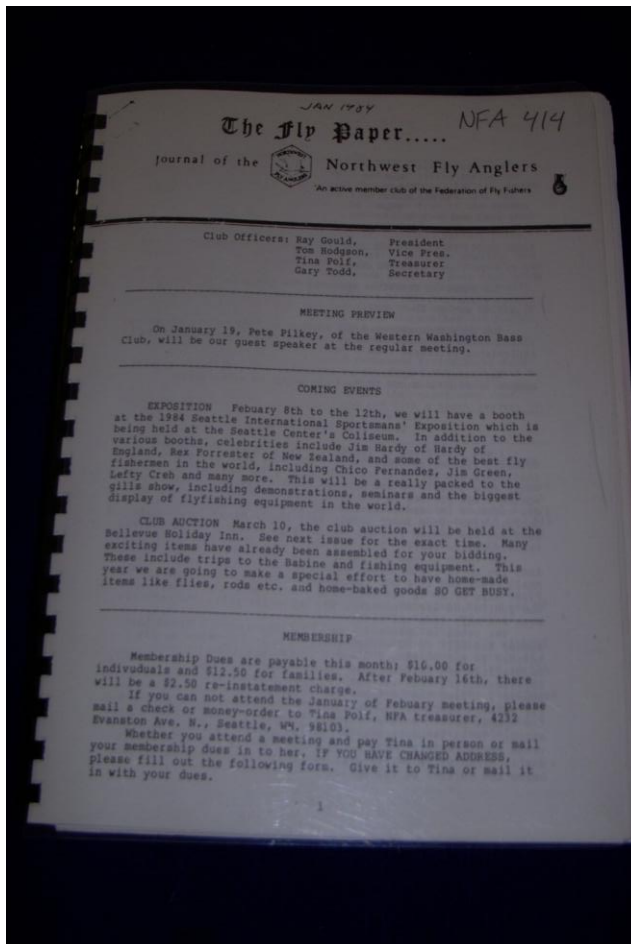 JAN 1984
NFA 414
The Fly Paper.....
Journal of the Northwest Fly Anglers
NORTHWEST
FLY ANGLERS
"An active member club of the Federation of Fly Fishers
Club Officers: Ray Gould, President
Tom Hodgson, Vice Pres.
Tina Polf, Treasurer
Gary Todd, Secretary
MEETING PREVIEW
On January 19, Pete Pilkey, of the Western Washington Bass
Club, will be our guest speaker at the regular meeting.
COMING EVENTS
EXPOSITION Febuary 8th to the 12th, we will have a booth
at the 1984 Seattle International Sportsmans' Exposition which is
being held at the Seattle Center's Coliseum. In addition to the
various booths, celebrities include Jim Hardy of Hardy of
England, Rex Forrester of New Zealand, and some of the best fly
fishermen in the world, including Chico Fernandez, Jim Green,
Lefty Creh and many more. This will be a really packed to the
gills show, including demonstrations, seminars and the biggest
display of flyfishing equipment in the world.
CLUB AUCTION March 10, the club auction will be held at the
Bellevue Holiday Inn. See next issue for the exact time. Many
exciting items have already been assembled for your bidding.
These include trips to the Babine and fishing equipment. This
year we are going to make a special effort to have home-made
items like flies, rods etc. and home-baked goods SO GET BUSY.
MEMBERSHIP
Membership Dues are payable this month; $10.00 for
indivuduals and $12.50 for families. After Febuary 16th, there
will be a $2.50 re-instatement charge.
If you can not attend the January of Febuary meeting, please
mail a check or money-order to Tina Polf, NFA treasurer, 4232
Evanston Ave. N., Seattle, WA. 98103.
Whether you attend a meeting and pay Tina in person or mail
your membership dues in to her. IF YOU HAVE CHANGED ADDRESS,
please fill out the following form. Give it to Tina or mail it
in with your dues.
1